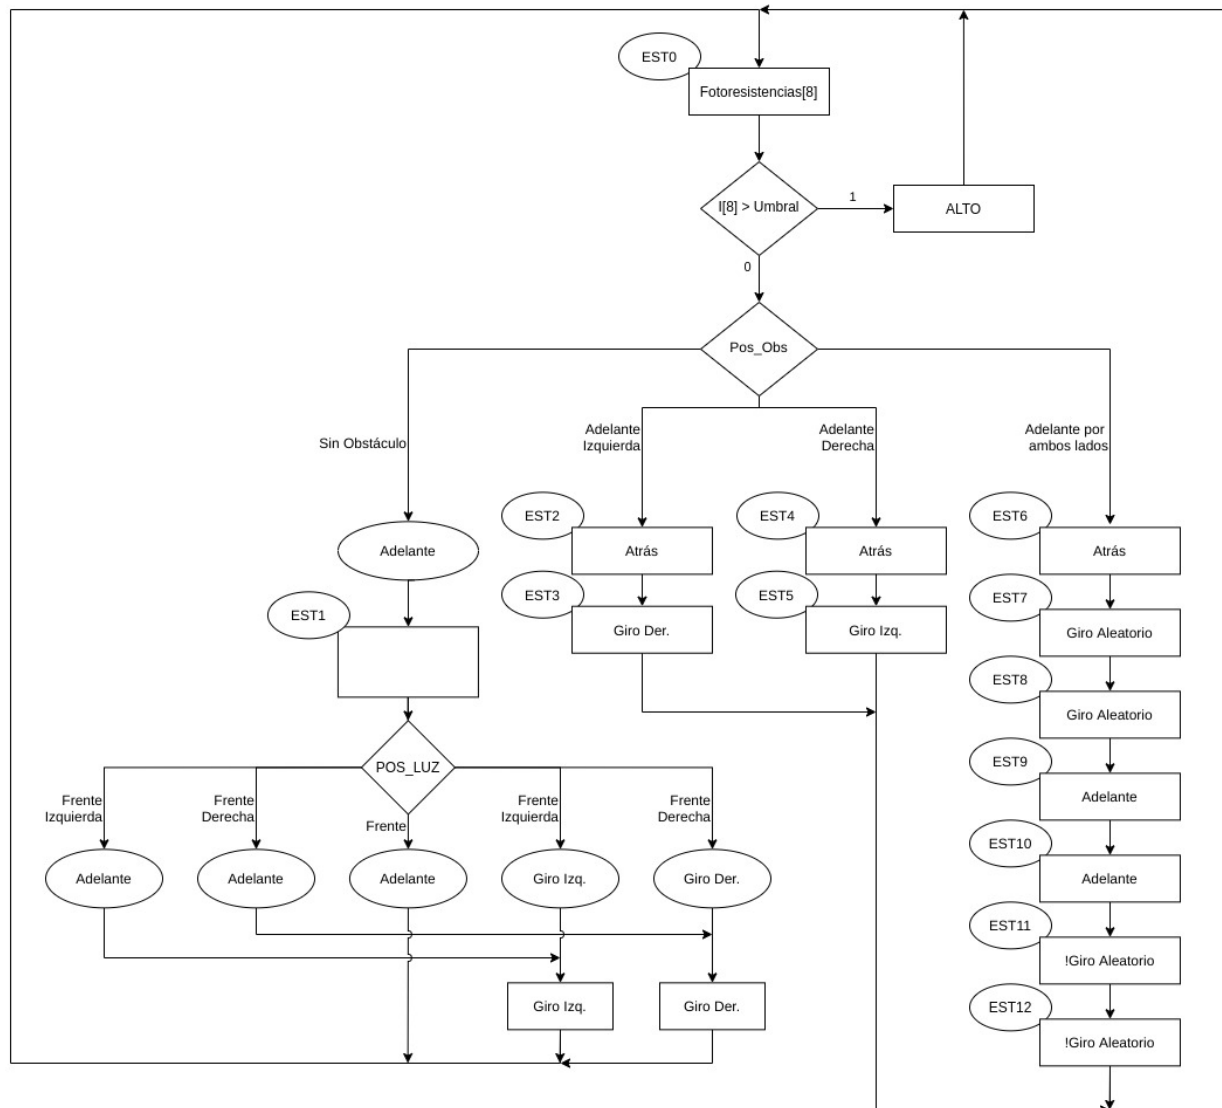 EST0
Fotoresistencias[8]
I[8] > Umbral
1
ALTO
0
Pos_Obs
Sin Obstáculo
Adelante
Izquierda
Adelante
Derecha
Adelante por
ambos lados
EST2
Atrás
EST4
Atrás
EST6
Atrás
Adelante
EST1
EST3
Giro Der.
EST5
Giro Izq.
EST7
Giro Aleatorio
EST8
Giro Aleatorio
EST9
Adelante
EST10
Adelante
EST11
!Giro Aleatorio
EST12
!Giro Aleatorio
POS_LUZ
Frente
Izquierda
Frente
Derecha
Frente
Frente
Izquierda
Frente
Derecha
Adelante
Adelante
Adelante
Giro Izq.
Giro Der.
Giro Izq.
Giro Der.